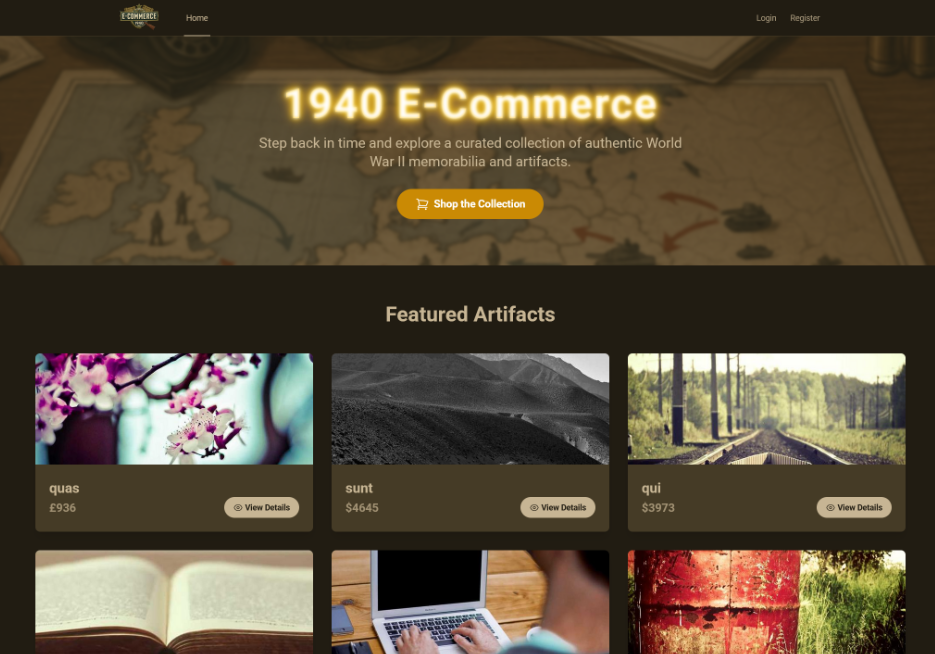 E-COMMERCE
Home
Login
Register
1940 E-Commerce
Step back in time and explore a curated collection of authentic World
War II memorabilia and artifacts.
Shop the Collection
Featured Artifacts
quas
£936
View Details
sunt
$4645
View Details
qui
$3973
View Details